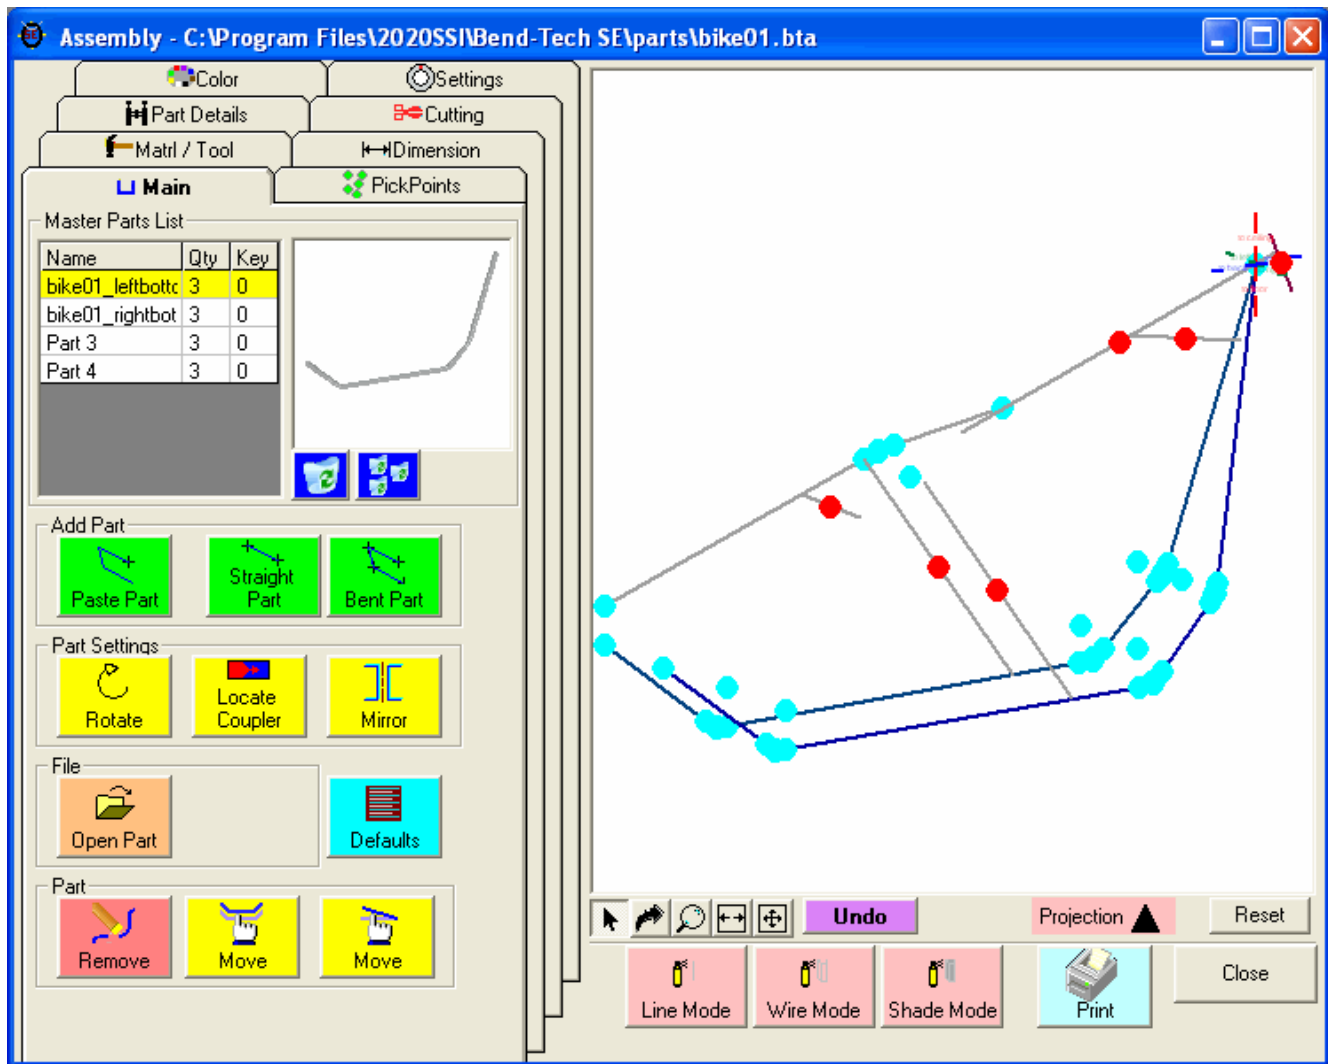 Assembly - C:\Program Files\2020SSI\Bend-Tech SE\parts\bike01.bta
Color
Settings
Part Details
Cutting
Matrl / Tool
Dimension
Main
PickPoints
Master Parts List
Name Qty Key
bike01_leftbottc 3 0
bike01_rightbot 3 0
Part 3 3 0
Part 4 3 0
Add Part
Paste Part
Straight
Part
Bent Part
Part Settings
Rotate
Locate
Coupler
Mirror
File
Open Part
Defaults
Part
Remove
Move
Move
Undo
Projection
Reset
Line Mode
Wire Mode
Shade Mode
Print
Close